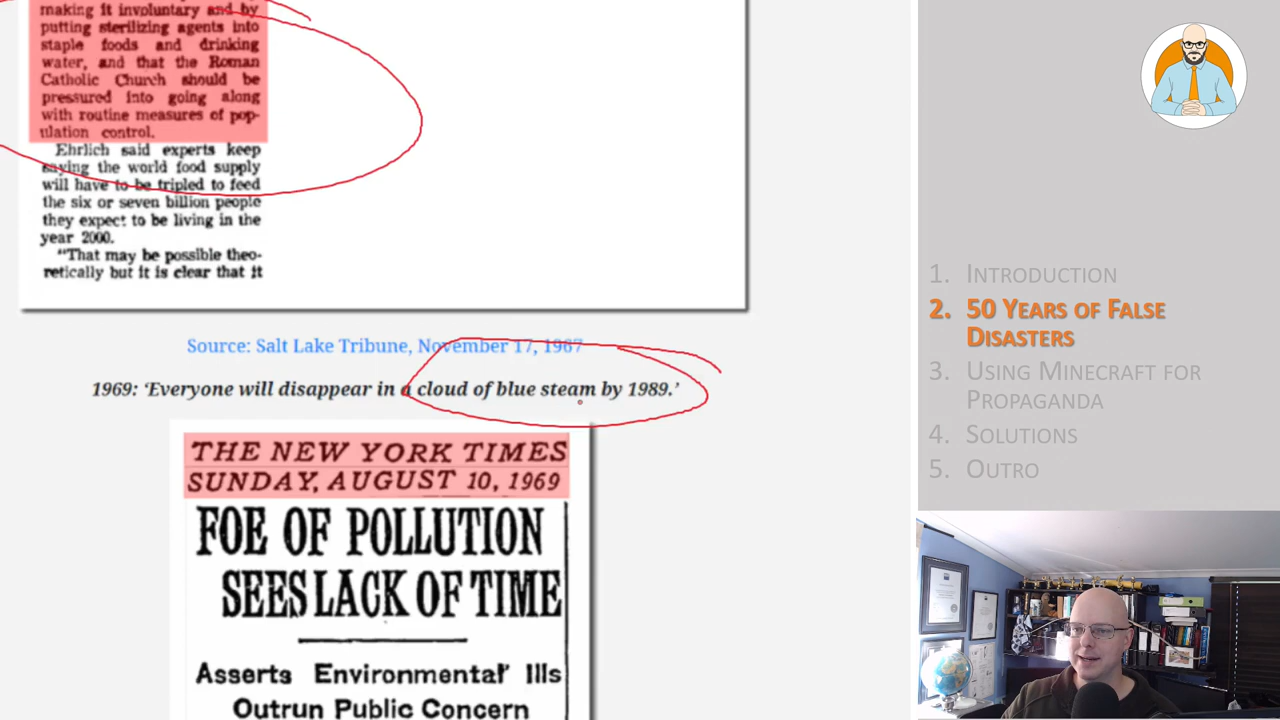 making it involuntary and by
putting sterilizing agents into
staple foods and drinking
water, and that the Roman
Catholic Church should be
pressured into going along
with routine measures of pop-
ulation control.
Ehrlich said experts keep
saying the world food supply
will have to be tripled to feed
the six or seven billion people
they expect to be living in the
year 2000.
"That may be possible theo-
retically but it is clear that it
Source: Salt Lake Tribune, November 17, 1967
1969: ‘Everyone will disappear in a cloud of blue steam by 1989.’
THE NEW YORK TIMES
SUNDAY, AUGUST 10, 1969
FOE OF POLLUTION
SEES LACK OF TIME
Asserts Environmental Ills
Outrun Public Concern
1. INTRODUCTION
2. 50 YEARS OF FALSE
DISASTERS
3. USING MINECRAFT FOR
PROPAGANDA
4. SOLUTIONS
5. OUTRO